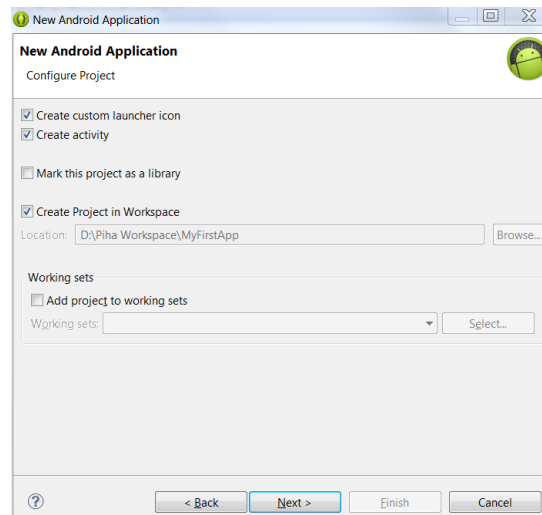 New Android Application
New Android Application
Configure Project
Create custom launcher icon
Create activity
Mark this project as a library
Create Project in Workspace
Location: D:\Piha Workspace\MyFirstApp Browse...
Working sets
Add project to working sets
Working sets: Select...
? < Back Next > Finish Cancel